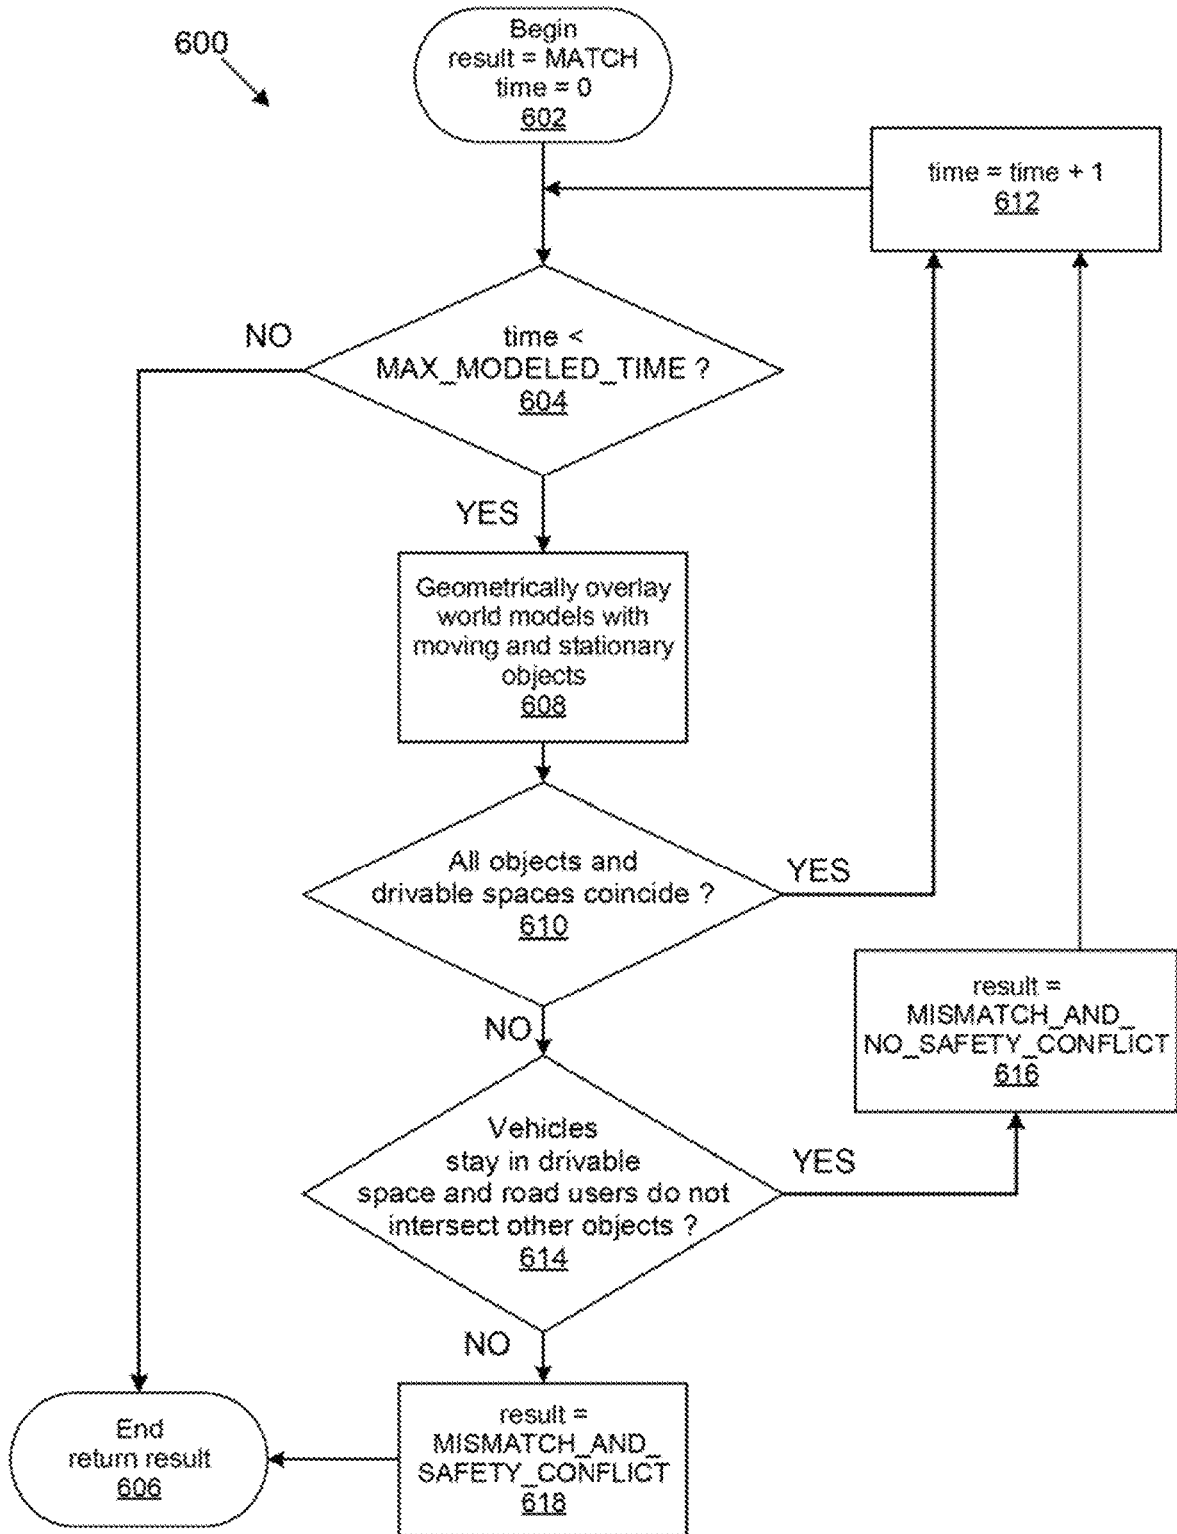 600
Begin
result = MATCH
time = 0
602
time = time + 1
612
NO
time <
MAX_MODELED_TIME ?
604
YES
Geometrically overlay
world models with
moving and stationary
objects
608
All objects and
drivable spaces coincide ?
610
YES
NO
result =
MISMATCH_AND_
NO_SAFETY_CONFLICT
616
Vehicles
stay in drivable
space and road users do not
intersect other objects ?
614
YES
NO
End
return result
606
result =
MISMATCH_AND_
SAFETY_CONFLICT
618